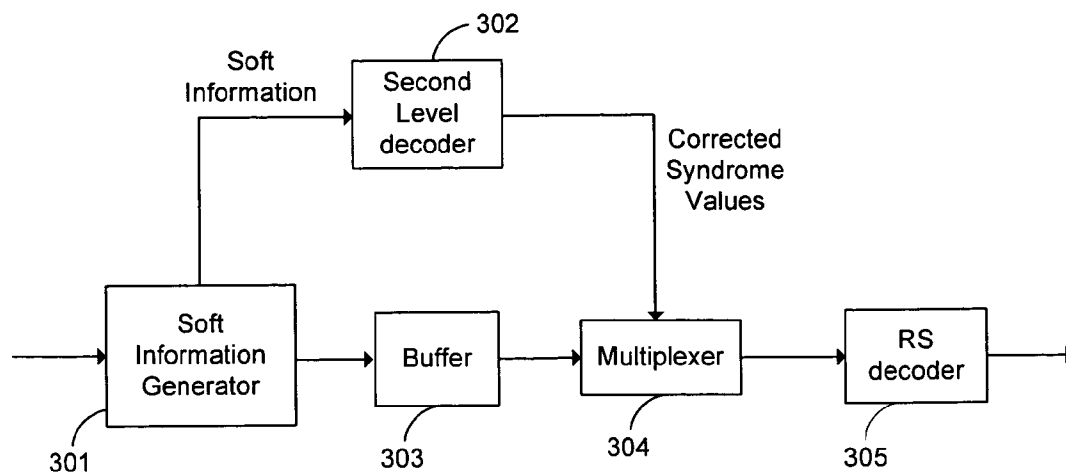 302
Soft
Information
Second
Level
decoder
Corrected
Syndrome
Values
Soft
Information
Generator
Buffer
Multiplexer
RS
decoder
301
303
304
305